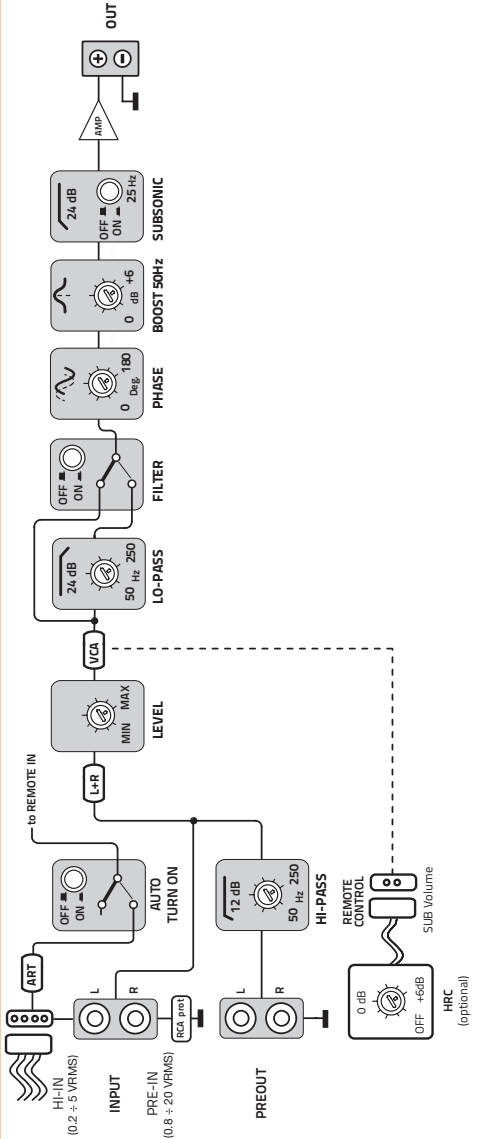 HI-IN
(0.2 ÷ 5 VRMS)
INPUT
PRE-IN
(0.8 ÷ 20 VRMS)
L
R
RCA prot
ART
OFF
ON
AUTO
TURN ON
to REMOTE IN
PREOUT
L
R
12 dB
50 Hz 250
HI-PASS
HRC
(optional)
0 dB
OFF +6dB
REMOTE
CONTROL
SUB Volume
L+R
MIN MAX
LEVEL
VCA
24 dB
50 Hz 250
LO-PASS
OFF
ON
FILTER
0 Deg. 180
PHASE
0 dB +6
BOOST 50Hz
24 dB
OFF
ON
25 Hz
SUBSONIC
AMP
OUT
+
−